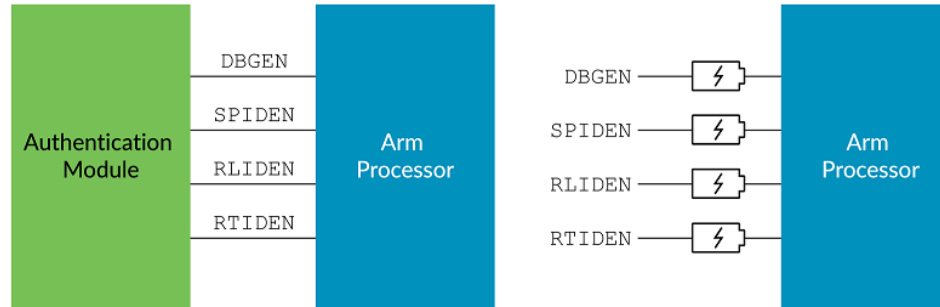 Authentication
Module
DBGEN
SPIDEN
RLIDEN
RTIDEN
Arm
Processor
DBGEN
SPIDEN
RLIDEN
RTIDEN
Arm
Processor